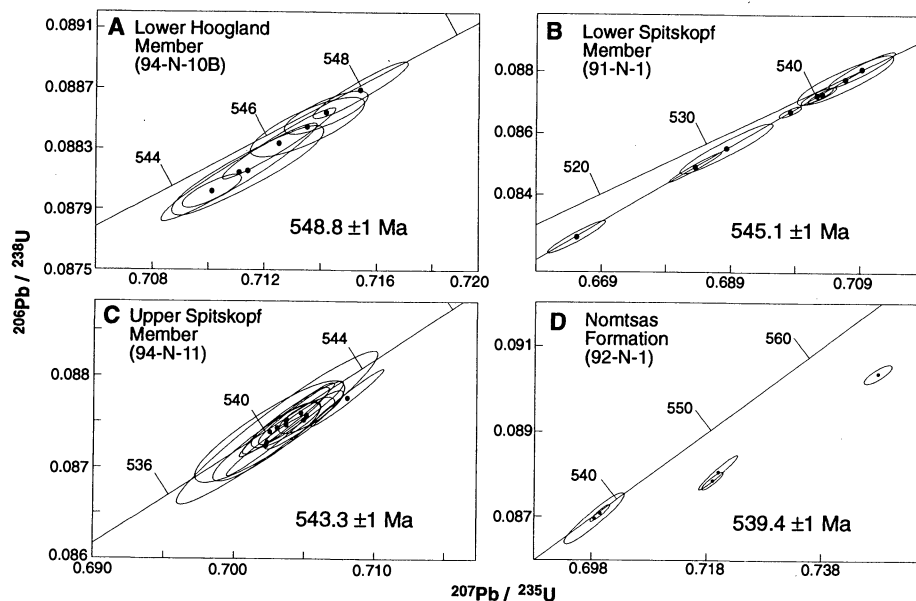 A Lower Hoogland
Member
(94-N-10B)
544
546
548
548.8 ±1 Ma
0.0891
0.0887
0.0883
0.0879
0.0875
0.708
0.712
0.716
0.720
B Lower Spitskopf
Member
(91-N-1)
520
530
540
545.1 ±1 Ma
0.088
0.086
0.084
0.669
0.689
0.709
C Upper Spitskopf
Member
(94-N-11)
536
540
544
543.3 ±1 Ma
0.088
0.087
0.086
0.690
0.700
0.710
D Nomtsas
Formation
(92-N-1)
540
550
560
539.4 ±1 Ma
0.091
0.089
0.087
0.698
0.718
0.738
206Pb / 238U
207Pb / 235U